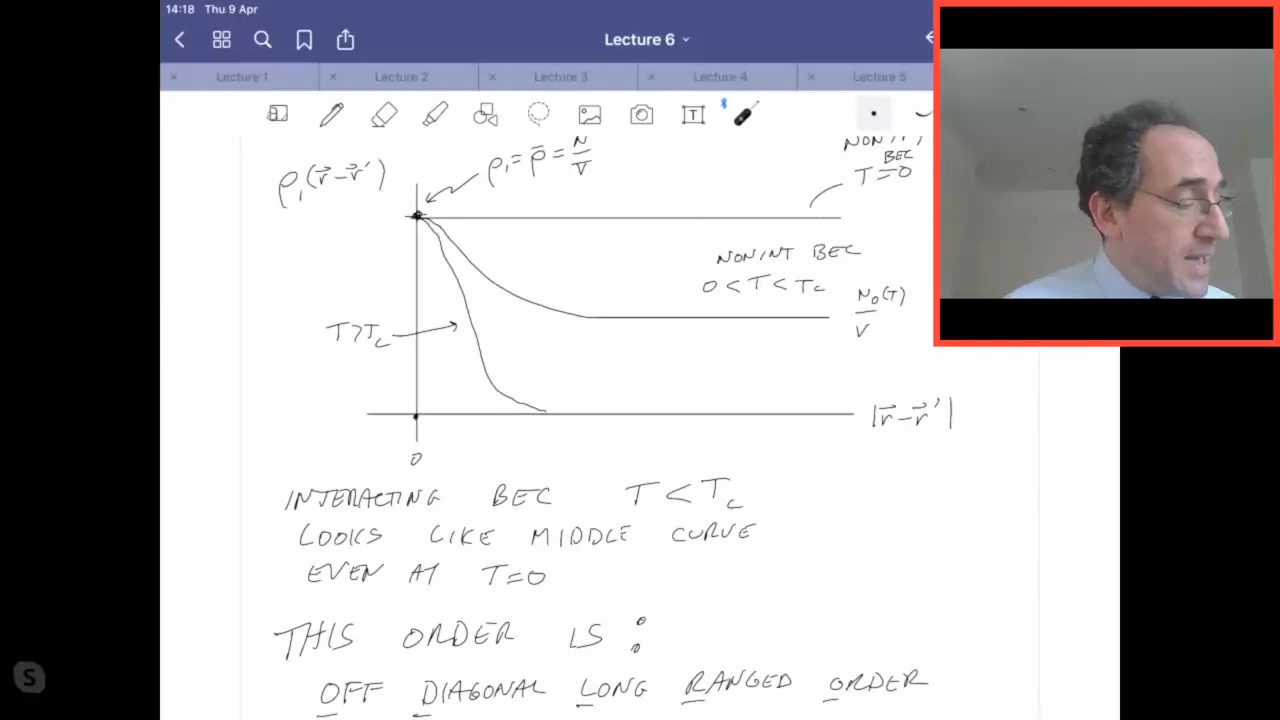 14:18 Thu 9 Apr
Lecture 6
Lecture 1 Lecture 2 Lecture 3 Lecture 4 Lecture 5
T
ρ₁(r⃗-r⃗')
ρ₁ = ρ̄ = N/V
BEC
T=0
NONINT BEC
0 < T < Tc
N₀(T)/V
T>Tc
|r⃗-r⃗'|
0
INTERACTING BEC T < Tc
LOOKS LIKE MIDDLE CURVE
EVEN AT T=0
THIS ORDER IS :
OFF DIAGONAL LONG RANGED ORDER
S